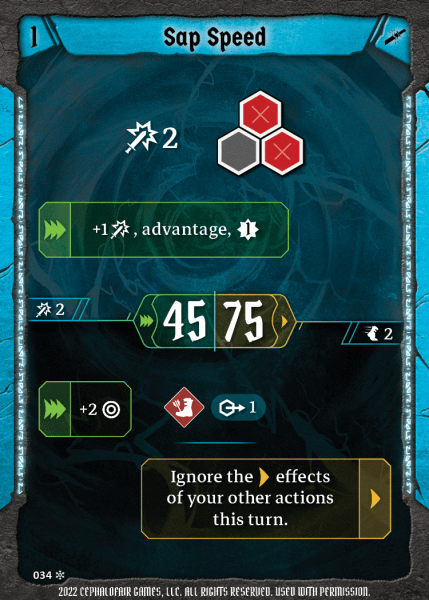 1
Sap Speed
2
+1 , advantage, 1
2
45 75
2
+2
1
Ignore the effects
of your other actions
this turn.
034
2022 CEPHALOFAIR GAMES, LLC. ALL RIGHTS RESERVED. USED WITH PERMISSION.